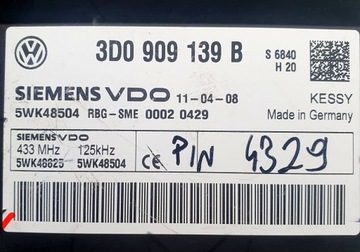 3D0 909 139 B
S 6840
H 20
SIEMENS VDO 11-04-08 KESSY
5WK48504 RBG-SME 0002 0429 Made in Germany
SIEMENS VDO
433 MHz 125kHz
5WK48625 5WK48504
CE PIN 4329